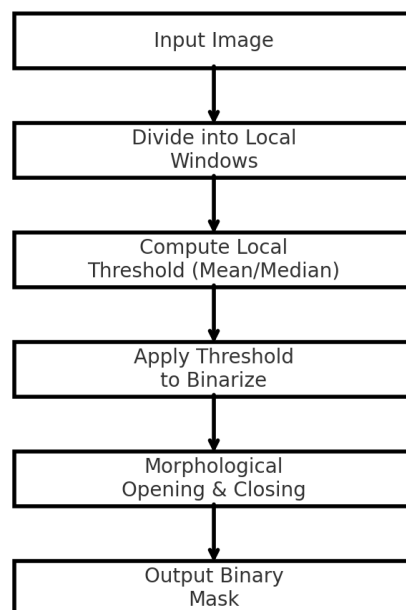 Input Image
Divide into Local
Windows
Compute Local
Threshold (Mean/Median)
Apply Threshold
to Binarize
Morphological
Opening & Closing
Output Binary
Mask